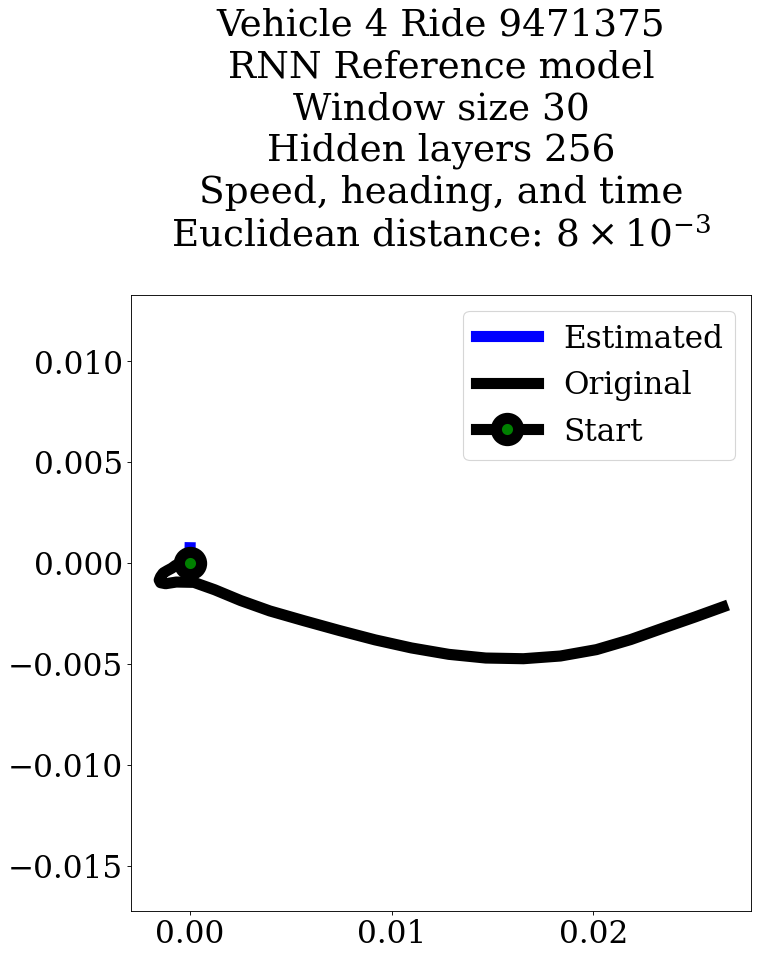 Vehicle 4 Ride 9471375
RNN Reference model
Window size 30
Hidden layers 256
Speed, heading, and time
Euclidean distance: 8 × 10⁻³
Estimated
Original
Start
0.010
0.005
0.000
−0.005
−0.010
−0.015
0.00
0.01
0.02